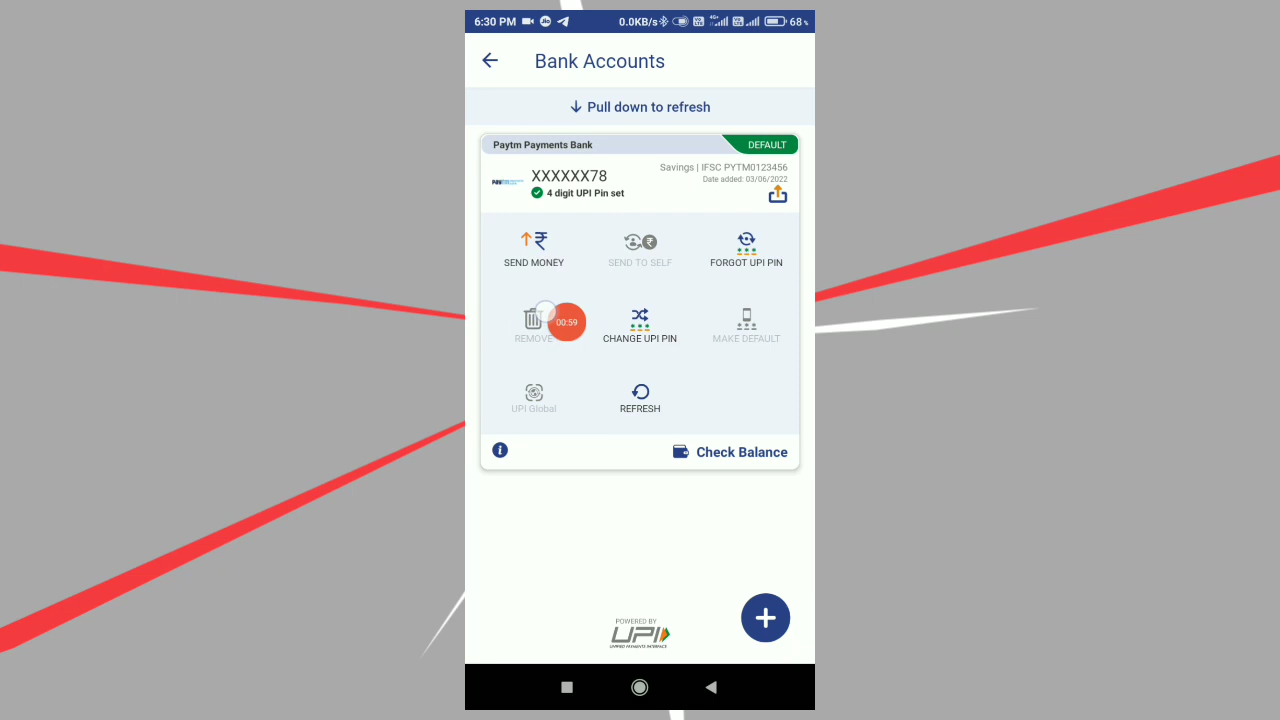 6:30 PM 0.0KB/s 68 %
Bank Accounts
Pull down to refresh
Paytm Payments Bank DEFAULT
Savings | IFSC PYTM0123456
XXXXXX78
Date added: 03/06/2022
4 digit UPI Pin set
SEND MONEY SEND TO SELF FORGOT UPI PIN
00:59
REMOVE CHANGE UPI PIN MAKE DEFAULT
UPI Global REFRESH
Check Balance
POWERED BY
UPI
UNIFIED PAYMENTS INTERFACE